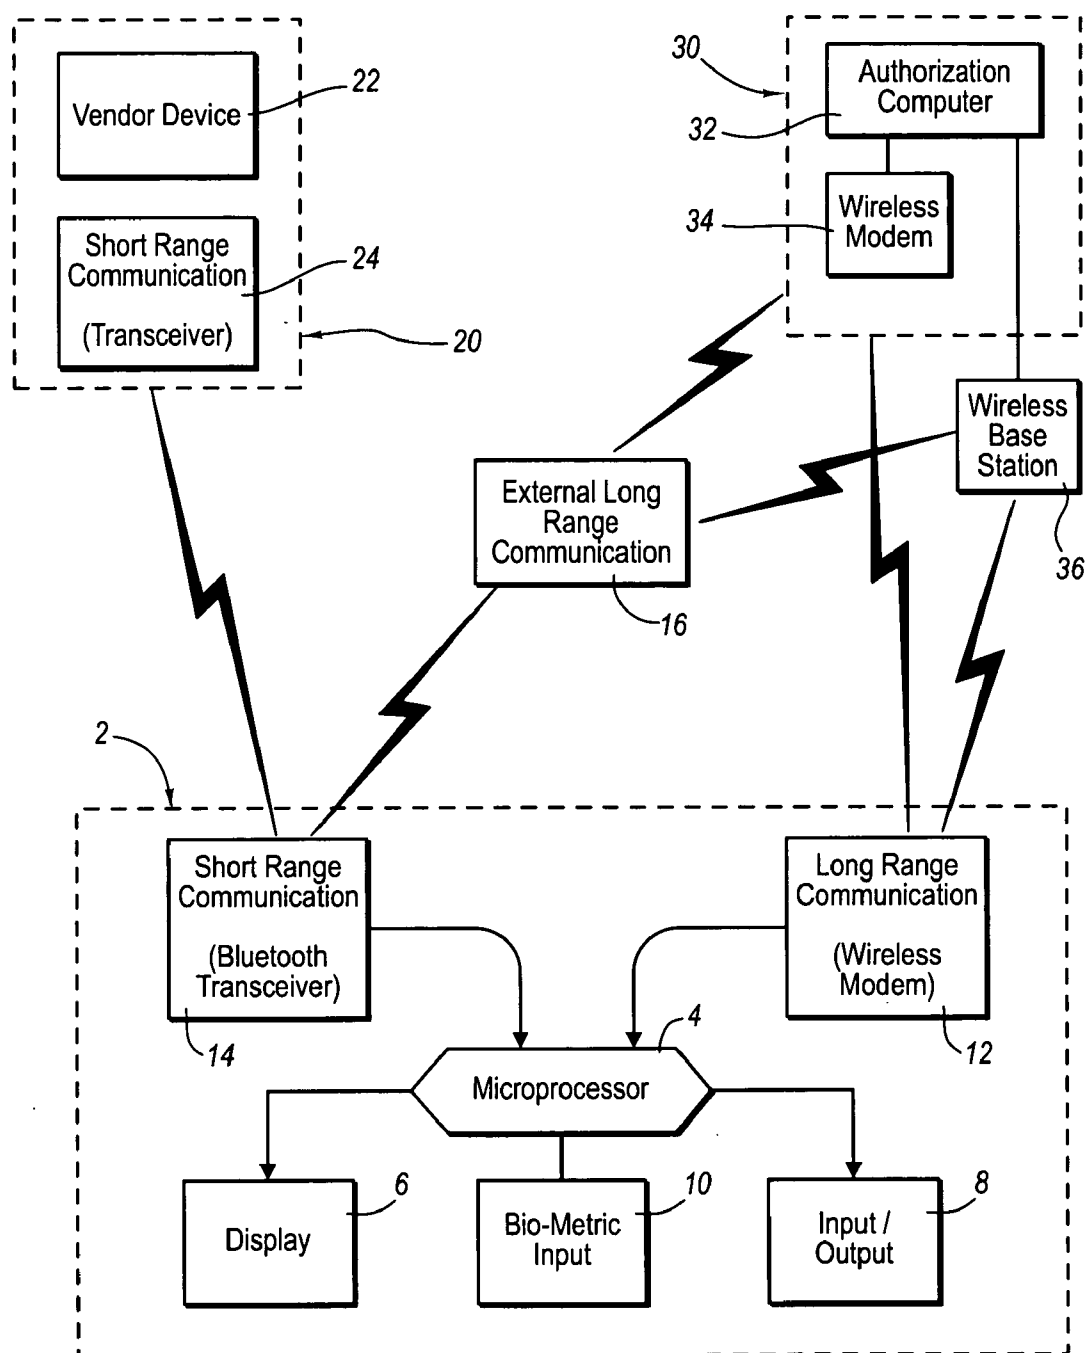 Vendor Device
22
Short Range
Communication
(Transceiver)
24
20
30
Authorization
Computer
32
Wireless
Modem
34
Wireless
Base
Station
36
External Long
Range
Communication
16
2
Short Range
Communication
(Bluetooth
Transceiver)
14
Long Range
Communication
(Wireless
Modem)
12
4
Microprocessor
6
Display
10
Bio-Metric
Input
8
Input /
Output